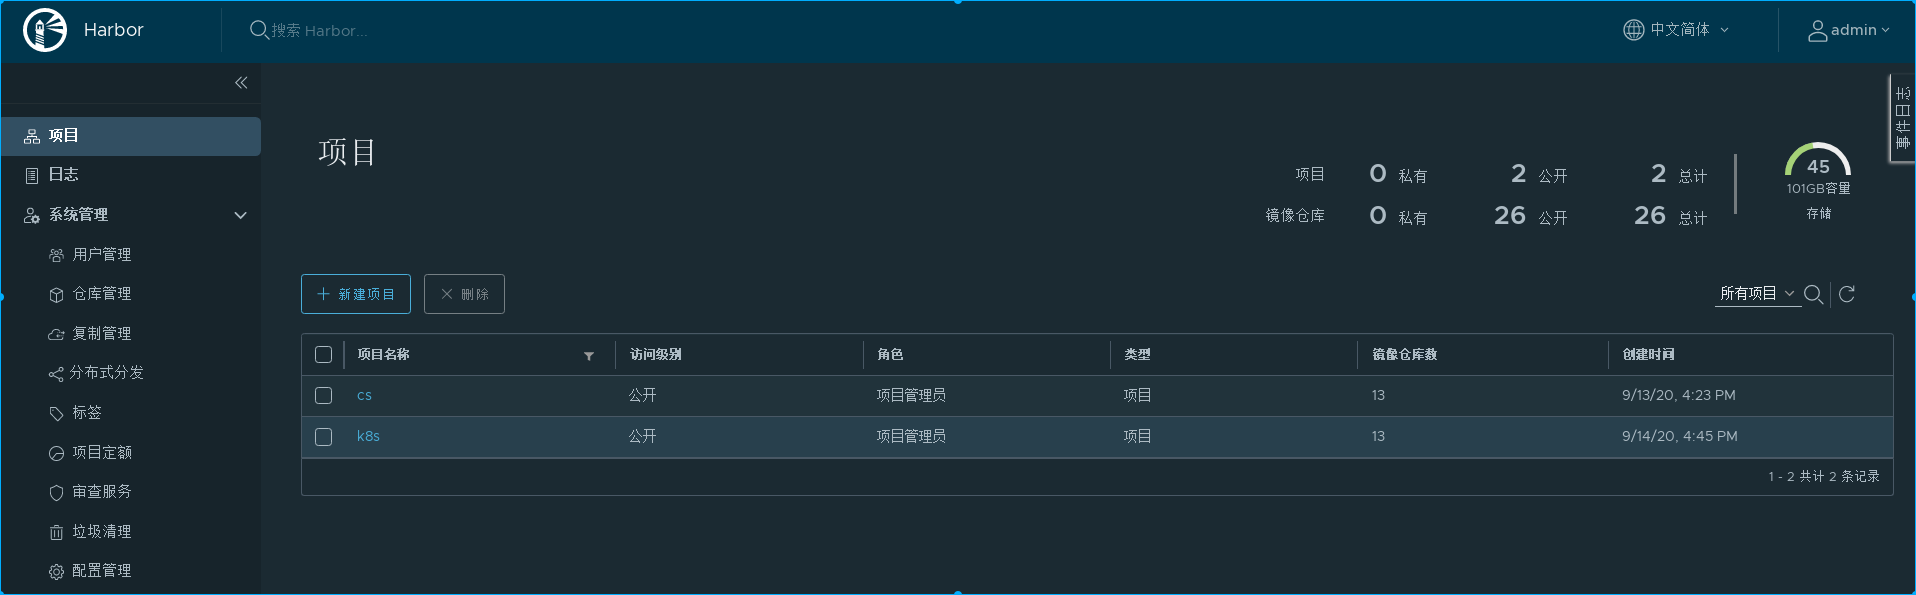 Harbor
搜索 Harbor...
中文简体
admin
事件日志
项目
日志
系统管理
用户管理
仓库管理
复制管理
分布式分发
标签
项目定额
审查服务
垃圾清理
配置管理
项目
项目 0 私有 2 公开 2 总计
镜像仓库 0 私有 26 公开 26 总计
45
101GB容量
存储
新建项目 删除
所有项目
项目名称 访问级别 角色 类型 镜像仓库数 创建时间
cs 公开 项目管理员 项目 13 9/13/20, 4:23 PM
k8s 公开 项目管理员 项目 13 9/14/20, 4:45 PM
1 - 2 共计 2 条记录